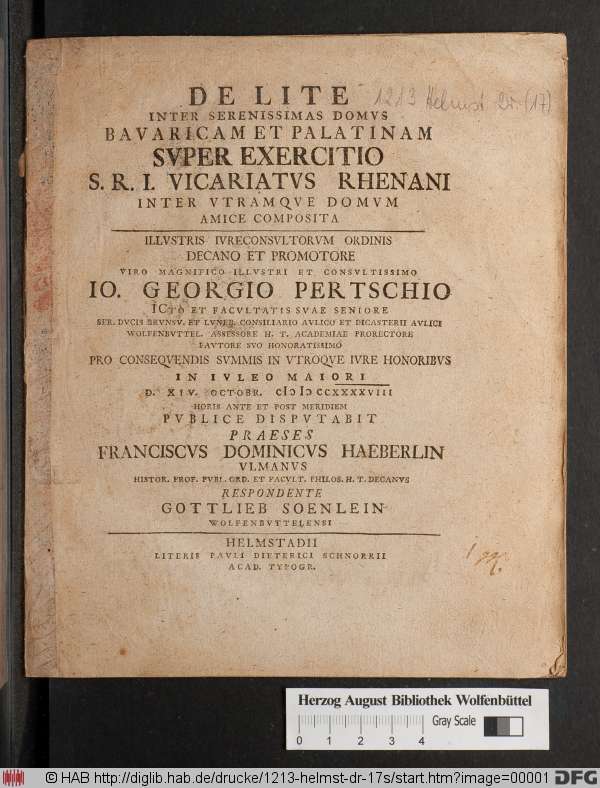 DE LITE
1213 Helmst Dr. (17)
INTER SERENISSIMAS DOMVS
BAVARICAM ET PALATINAM
SVPER EXERCITIO
S. R. I. VICARIATVS RHENANI
INTER VTRAMQVE DOMVM
AMICE COMPOSITA
ILLVSTRIS IVRECONSVLTORVM ORDINIS
DECANO ET PROMOTORE
VIRO MAGNIFICO ILLVSTRI ET CONSVLTISSIMO
IO. GEORGIO PERTSCHIO
ICTO ET FACVLTATIS SVAE SENIORE
SER. DVCIS BRVNSV. ET LVNEB. CONSILIARIO AVLICO ET DICASTERII AVLICI
WOLFENBVTTEL. ASSESSORE H. T. ACADEMIAE PRORECTORE
FAVTORE SVO HONORATISSIMO
PRO CONSEQVENDIS SVMMIS IN VTROQVE IVRE HONORIBVS
IN IVLEO MAIORI
D. XIV. OCTOBR. cIɔ Iɔ ccXXXXVIII
HORIS ANTE ET POST MERIDIEM
PVBLICE DISPVTABIT
PRAESES
FRANCISCVS DOMINICVS HAEBERLIN
VLMANVS
HISTOR. PROF. PVBL. ORD. ET FACVLT. PHILOS. H. T. DECANVS
RESPONDENTE
GOTTLIEB SOENLEIN
WOLFENBVTTELENSI
HELMSTADII
LITERIS PAVLI DIETERICI SCHNORRII
ACAD. TYPOGR.
Herzog August Bibliothek Wolfenbüttel
Gray Scale
0 1 2 3 4
© HAB http://diglib.hab.de/drucke/1213-helmst-dr-17s/start.htm?image=00001 DFG